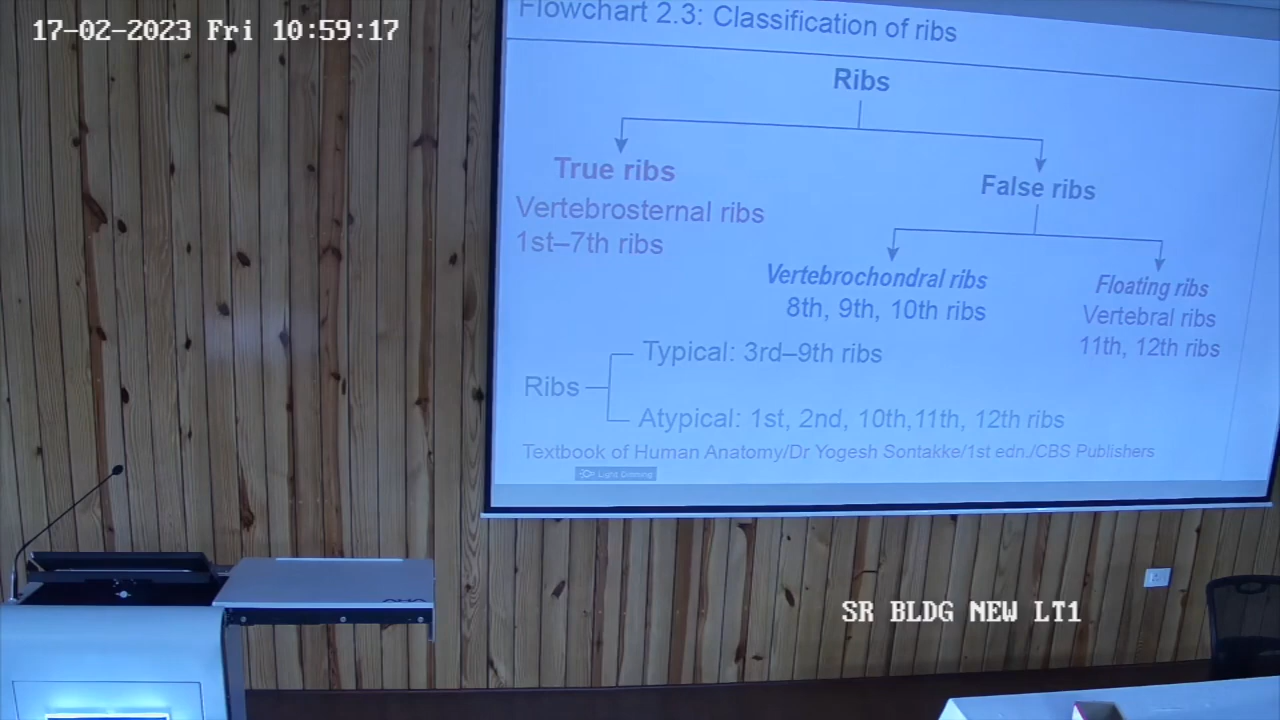 17-02-2023 Fri 10:59:17
Flowchart 2.3: Classification of ribs
Ribs
True ribs
Vertebrosternal ribs
1st–7th ribs
False ribs
Vertebrochondral ribs
8th, 9th, 10th ribs
Floating ribs
Vertebral ribs
11th, 12th ribs
Ribs
Typical: 3rd–9th ribs
Atypical: 1st, 2nd, 10th,11th, 12th ribs
Textbook of Human Anatomy/Dr Yogesh Sontakke/1st edn./CBS Publishers
Light Dimming
SR BLDG NEW LT1